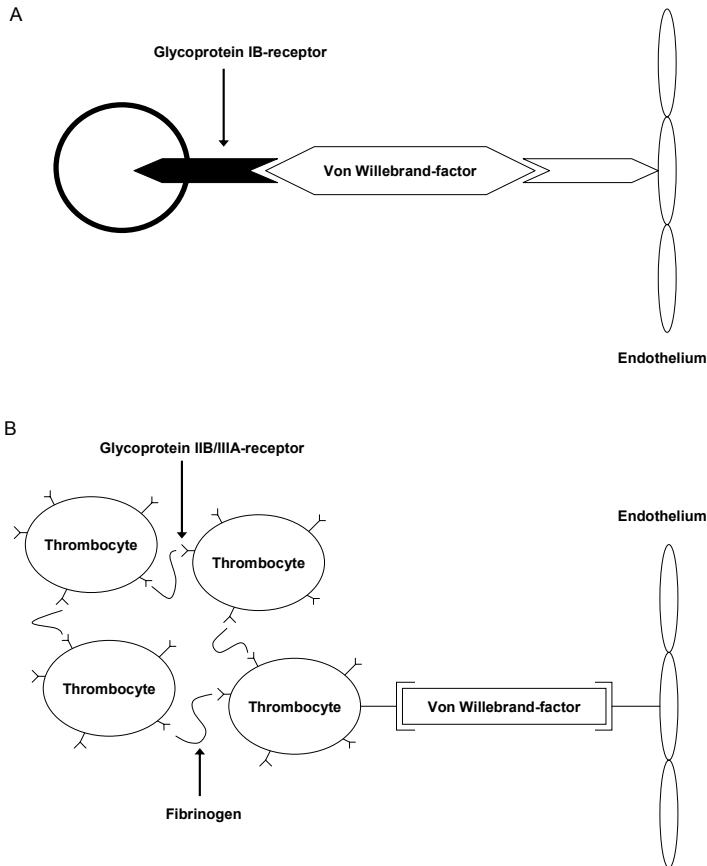 A
Glycoprotein IB-receptor
Von Willebrand-factor
Endothelium
B
Glycoprotein IIB/IIIA-receptor
Endothelium
Thrombocyte
Thrombocyte
Thrombocyte
Thrombocyte
Von Willebrand-factor
Fibrinogen